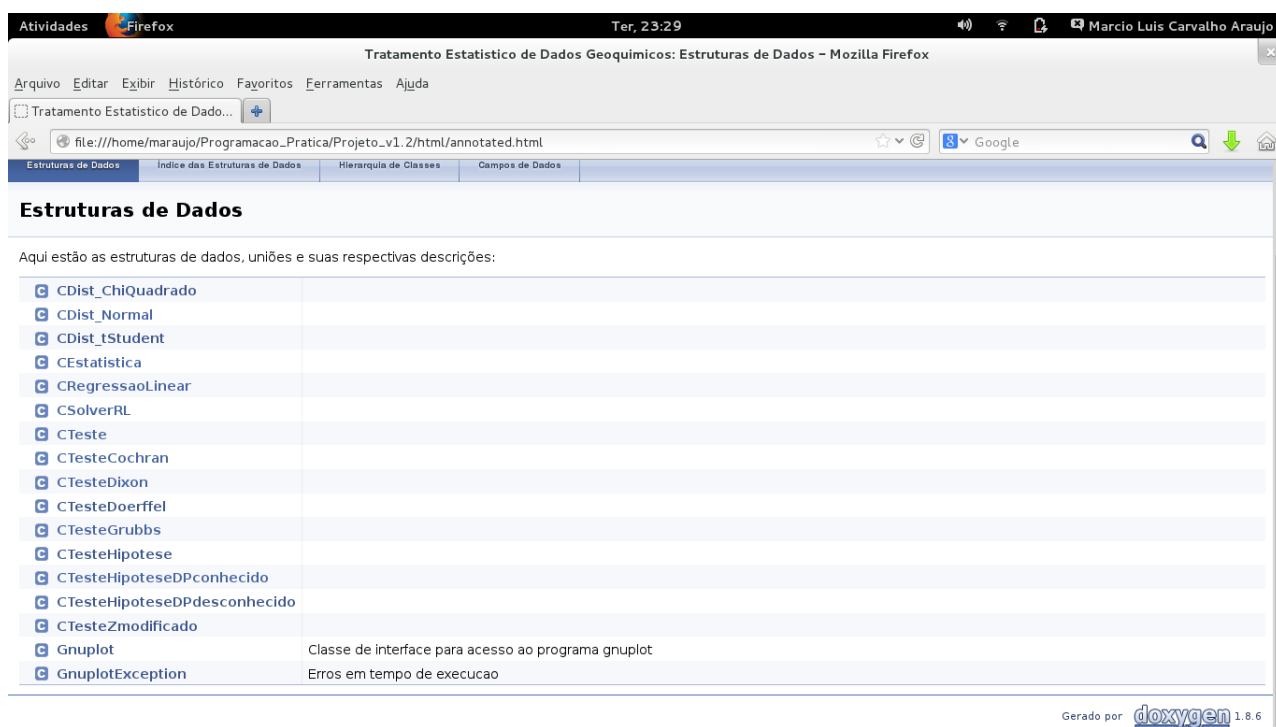 Atividades Firefox Ter, 23:29 Marcio Luis Carvalho Araujo
Tratamento Estatistico de Dados Geoquimicos: Estruturas de Dados - Mozilla Firefox
Arquivo Editar Exibir Histórico Favoritos Ferramentas Ajuda
Tratamento Estatistico de Dado...
file:///home/maraujo/Programacao_Pratica/Projeto_v1.2/html/annotated.html Google
Estruturas de Dados Índice das Estruturas de Dados Hierarquia de Classes Campos de Dados
Estruturas de Dados
Aqui estão as estruturas de dados, uniões e suas respectivas descrições:
C CDist_ChiQuadrado
C CDist_Normal
C CDist_tStudent
C CEstatistica
C CRegressaoLinear
C CSolverRL
C CTeste
C CTesteCochran
C CTesteDixon
C CTesteDoerffel
C CTesteGrubbs
C CTesteHipotese
C CTesteHipoteseDPconhecido
C CTesteHipoteseDPdesconhecido
C CTesteZmodificado
C Gnuplot Classe de interface para acesso ao programa gnuplot
C GnuplotException Erros em tempo de execucao
Gerado por doxygen 1.8.6